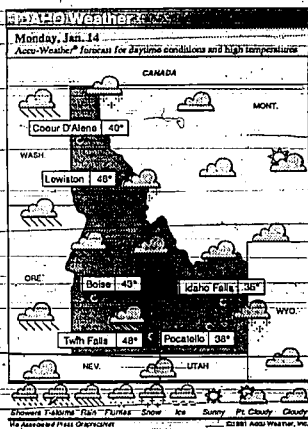 IDAHO Weather
Monday, Jan. 14
Accu-Weather® forecast for daytime conditions and high temperatures
CANADA
MONT.
Coeur D'Alene 40°
WASH.
Lewiston 48°
ORE.
Boise 43°
Idaho Falls 35°
WYO.
Twin Falls 48°
Pocatello 38°
NEV.
UTAH
Showers T-storms Rain Flurries Snow Ice Sunny Pt. Cloudy Cloudy
Via Associated Press GraphicsNet
©1991 Accu-Weather, Inc.